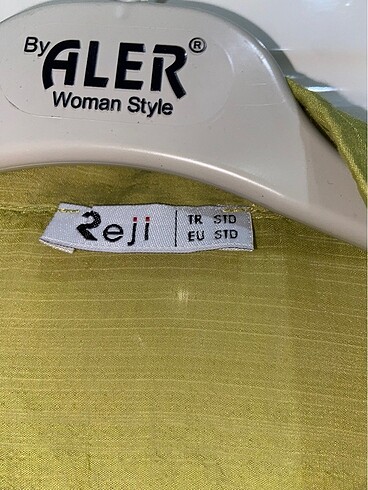 By ALER®
Woman Style
Reji
TR STD
EU STD